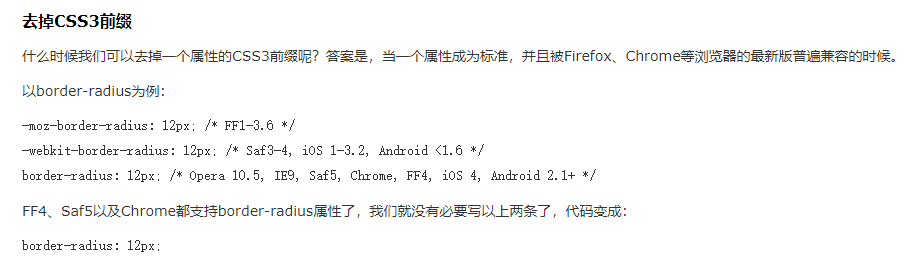 去掉CSS3前缀
什么时候我们可以去掉一个属性的CSS3前缀呢？答案是，当一个属性成为标准，并且被Firefox、Chrome等浏览器的最新版普遍兼容的时候。
以border-radius为例：
-moz-border-radius: 12px; /* FF1-3.6 */
-webkit-border-radius: 12px; /* Saf3-4, iOS 1-3.2, Android <1.6 */
border-radius: 12px; /* Opera 10.5, IE9, Saf5, Chrome, FF4, iOS 4, Android 2.1+ */
FF4、Saf5以及Chrome都支持border-radius属性了，我们就没有必要写以上两条了，代码变成：
border-radius: 12px;